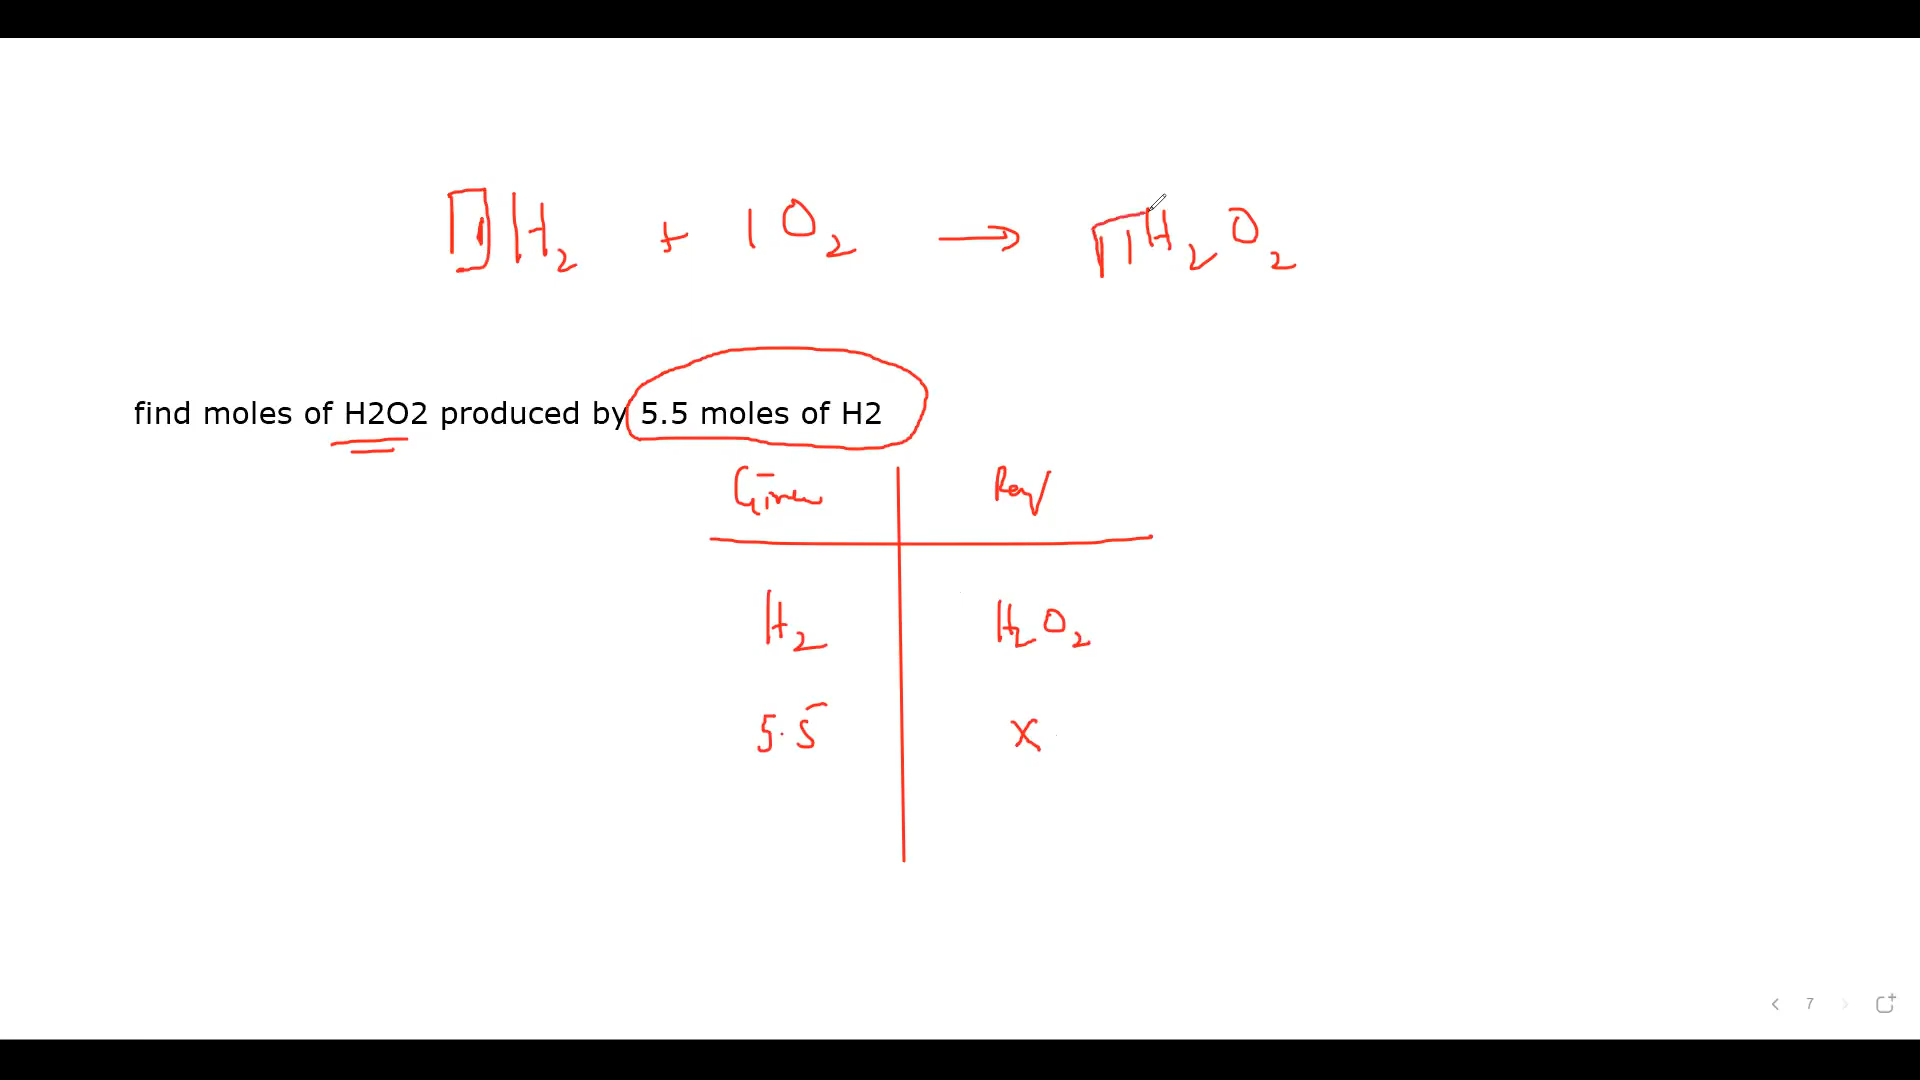 1 H2 + 1 O2 → 1 H2O2
find moles of H2O2 produced by 5.5 moles of H2
Given Req
H2 H2O2
5.5 x
7